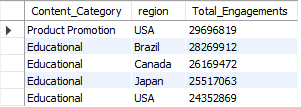 Content_Category region Total_Engagements
Product Promotion USA 29696819
Educational Brazil 28269912
Educational Canada 26169472
Educational Japan 25517063
Educational USA 24352869